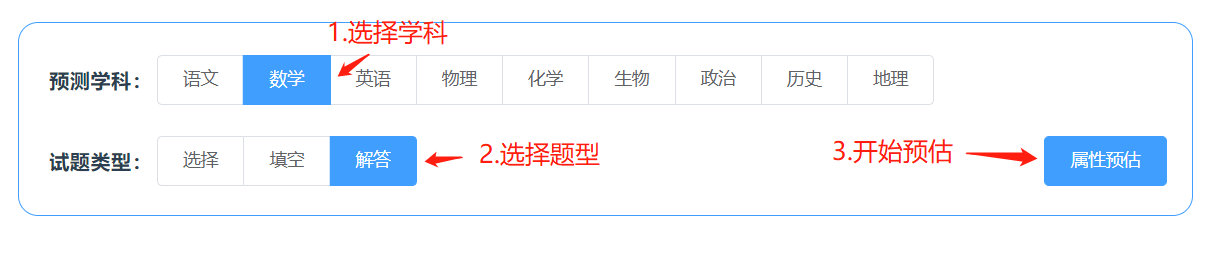 1.选择学科
预测学科： 语文 数学 英语 物理 化学 生物 政治 历史 地理
试题类型： 选择 填空 解答 2.选择题型 3.开始预估 属性预估